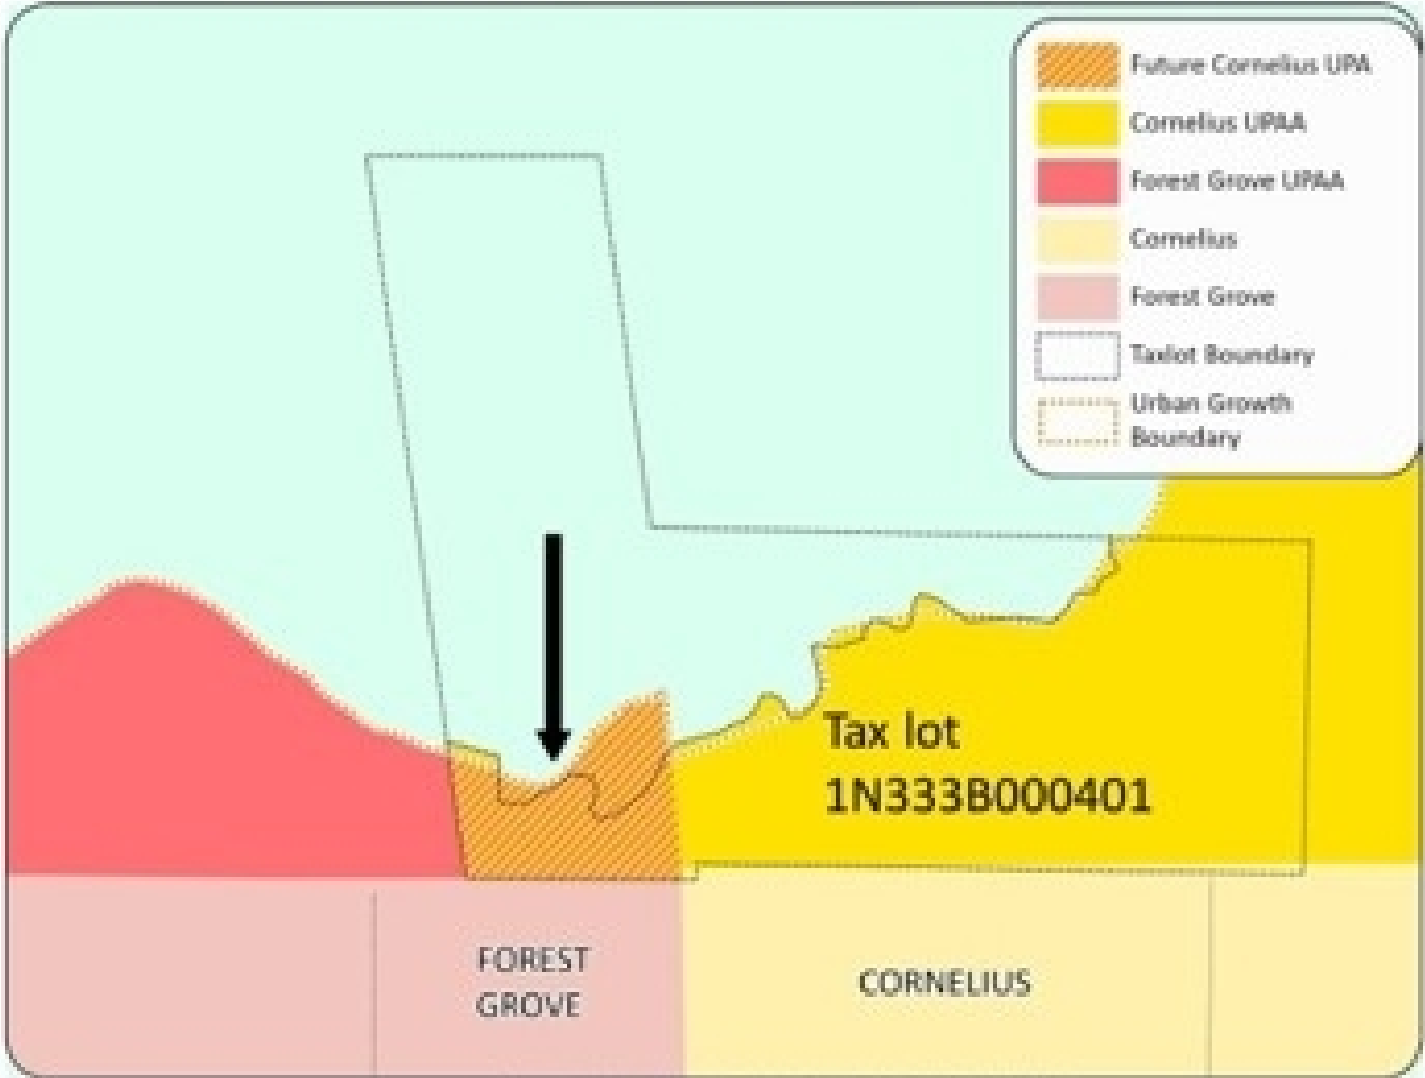 Future Cornelius UPA
Cornelius UPAA
Forest Grove UPAA
Cornelius
Forest Grove
Taxlot Boundary
Urban Growth
Boundary
Tax lot
1N333B000401
FOREST
GROVE
CORNELIUS